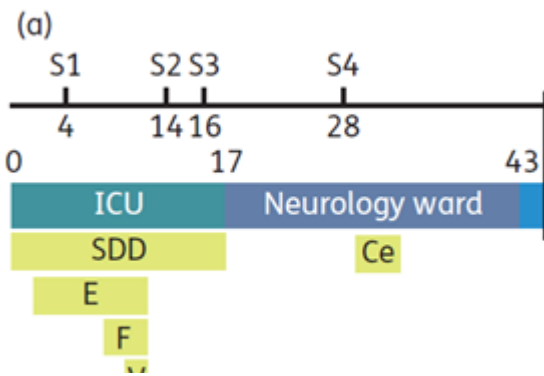 (a)
S1 S2 S3 S4
4 14 16 28
0 17 43
ICU Neurology ward
SDD Ce
E
F